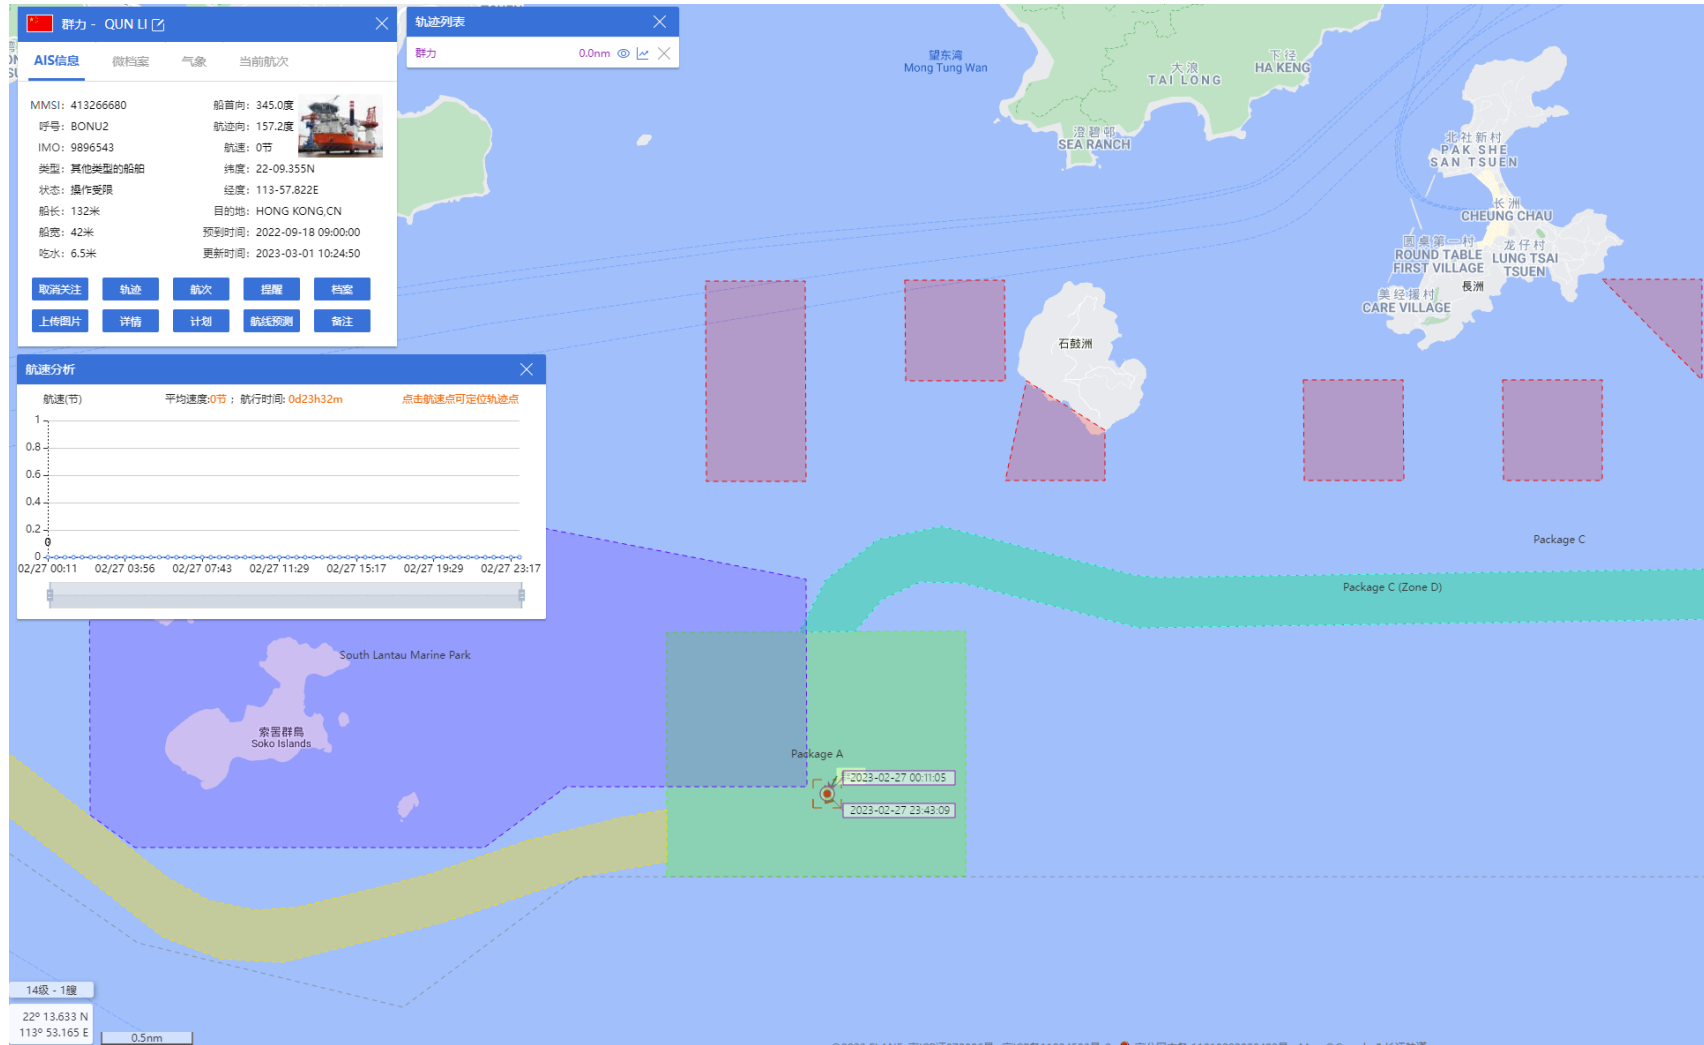 群力 - QUN LI
AIS信息 微档案 气象 当前航次
MMSI: 413266680 船首向: 345.0度
呼号: BONU2 航迹向: 157.2度
IMO: 9896543 航速: 0节
类型: 其他类型的船舶 纬度: 22-09.355N
状态: 操作受限 经度: 113-57.822E
船长: 132米 目的地: HONG KONG,CN
船宽: 42米 预到时间: 2022-09-18 09:00:00
吃水: 6.5米 更新时间: 2023-03-01 10:24:50
取消关注 轨迹 航次 提醒 档案
上传图片 详情 计划 航线预测 备注
轨迹列表
群力 0.0nm
望东湾
Mong Tung Wan
大浪
TAI LONG
下径
HA KENG
澄碧邨
SEA RANCH
北社新村
PAK SHE
SAN TSUEN
长洲
CHEUNG CHAU
圆桌第一村
ROUND TABLE
FIRST VILLAGE
龙仔村
LUNG TSAI
TSUEN
長洲
美经援村
CARE VILLAGE
石鼓洲
航速分析
航速(节) 平均速度:0节 ; 航行时间: 0d23h32m 点击航速点可定位轨迹点
1
0.8
0.6
0.4
0.2
0
0
02/27 00:11 02/27 03:56 02/27 07:43 02/27 11:29 02/27 15:17 02/27 19:29 02/27 23:17
Package C
Package C (Zone D)
South Lantau Marine Park
索罟群島
Soko Islands
Package A
2023-02-27 00:11:05
2023-02-27 23:43:09
14级 - 1艘
22º 13.633 N
113º 53.165 E
0.5nm